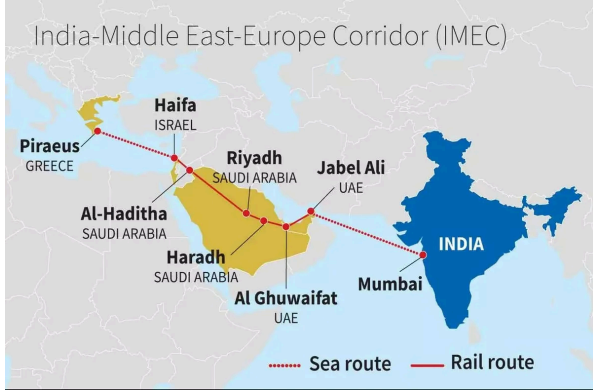 India-Middle East-Europe Corridor (IMEC)
Haifa
ISRAEL
Piraeus
GREECE
Riyadh
SAUDI ARABIA
Jabel Ali
UAE
Al-Haditha
SAUDI ARABIA
INDIA
Haradh
SAUDI ARABIA
Mumbai
Al Ghuwaifat
UAE
Sea route
Rail route